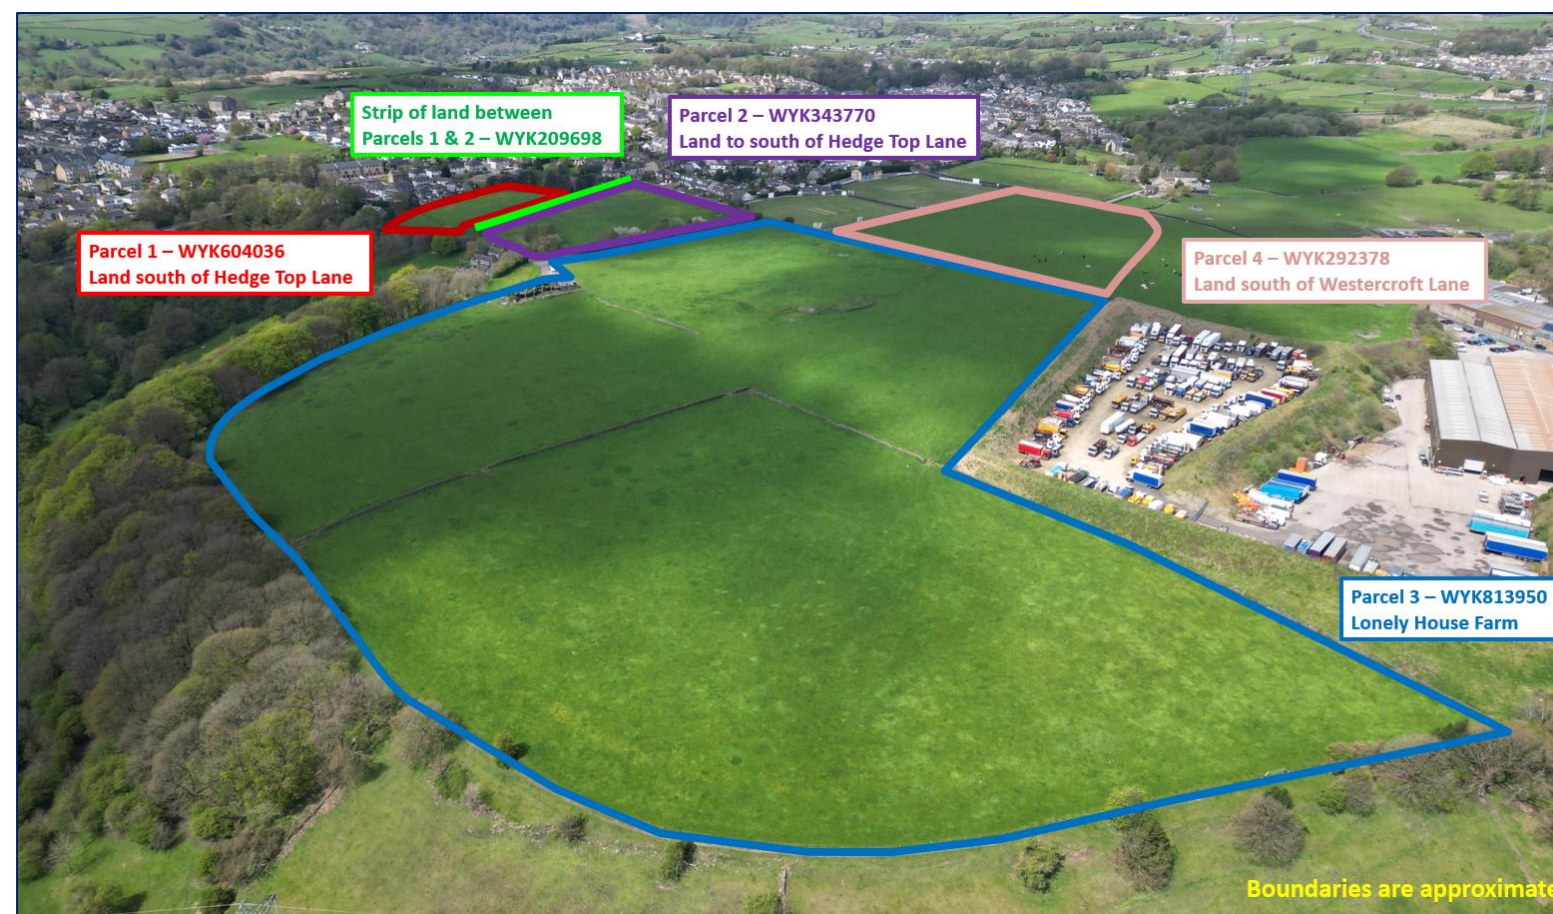 Strip of land between
Parcels 1 & 2 – WYK209698
Parcel 2 – WYK343770
Land to south of Hedge Top Lane
Parcel 1 – WYK604036
Land south of Hedge Top Lane
Parcel 4 – WYK292378
Land south of Westercroft Lane
Parcel 3 – WYK813950
Lonely House Farm
Boundaries are approximate